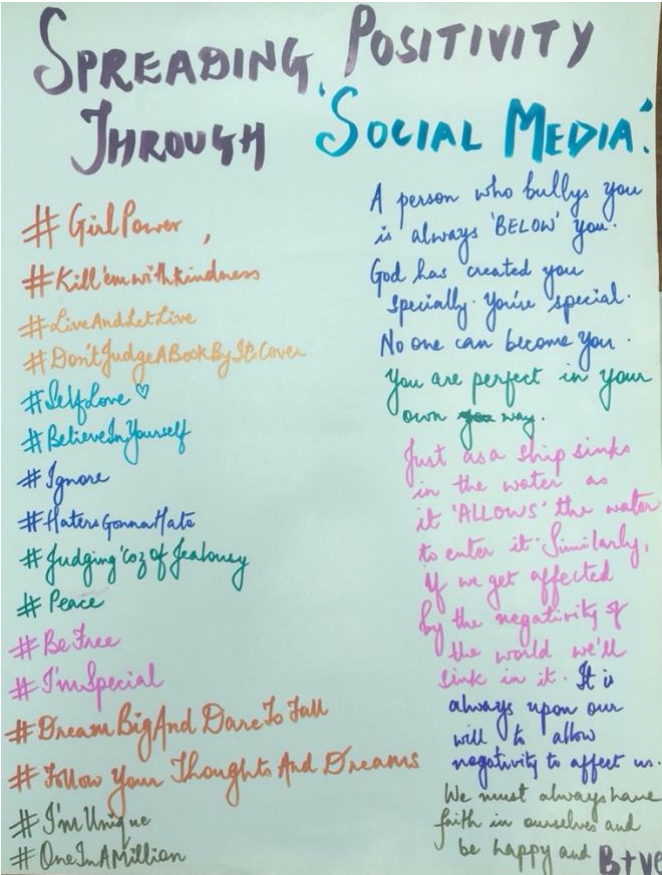 SPREADING POSITIVITY
THROUGH 'SOCIAL MEDIA'.
# GirlPower,
# Kill'emwithkindness
#LiveAndLetLive
#Don'tJudgeABookByItsCover
#SelfLove ♡
#BelieveInYourself
#Ignore
#HatersGonnaHate
#Judging'cozofJealousy
#Peace
#BeFree
#I'mSpecial
#DreamBigAndDareToFall
#Follow Your Thoughts And Dreams
#I'mUnique
#OneInAMillion
A person who bullys you
is always 'BELOW' you.
God has created you
specially. You're special.
No one can become you.
You are perfect in your
own way.
Just as a ship sinks
in the water as
it 'ALLOWS' the water
to enter it. Similarly,
if we get affected
by the negativity of
the world we'll
sink in it. It is
always upon our
will to allow
negativity to affect us.
We must always have
faith in ourselves and
be happy and B+ve